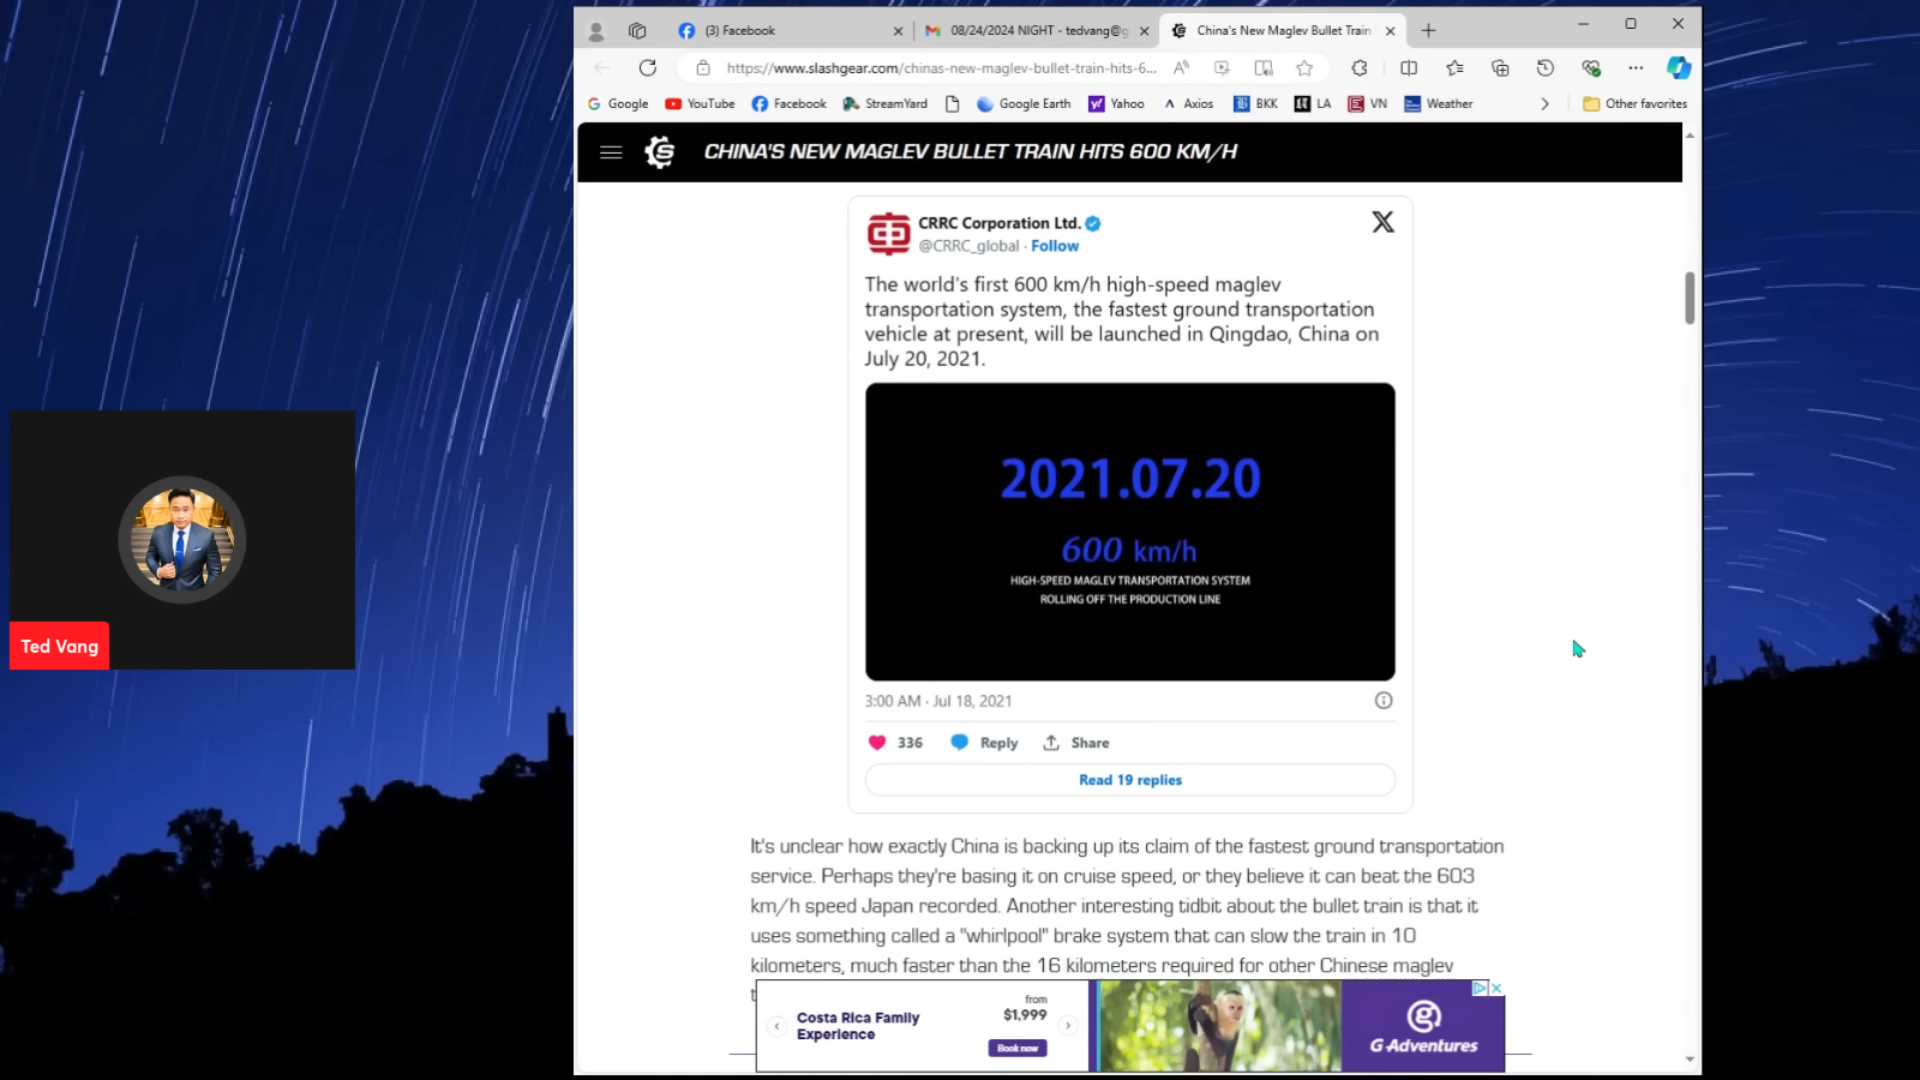 (3) Facebook
08/24/2024 NIGHT - tedvang@g
China's New Maglev Bullet Train
https://www.slashgear.com/chinas-new-maglev-bullet-train-hits-6...
Google
YouTube
Facebook
StreamYard
Google Earth
Yahoo
Axios
BKK
LA
VN
Weather
Other favorites
CHINA'S NEW MAGLEV BULLET TRAIN HITS 600 KM/H
CRRC Corporation Ltd.
@CRRC_global · Follow
The world's first 600 km/h high-speed maglev
transportation system, the fastest ground transportation
vehicle at present, will be launched in Qingdao, China on
July 20, 2021.
2021.07.20
600 km/h
HIGH-SPEED MAGLEV TRANSPORTATION SYSTEM
ROLLING OFF THE PRODUCTION LINE
3:00 AM · Jul 18, 2021
336
Reply
Share
Read 19 replies
Ted Vang
It's unclear how exactly China is backing up its claim of the fastest ground transportation
service. Perhaps they're basing it on cruise speed, or they believe it can beat the 603
km/h speed Japan recorded. Another interesting tidbit about the bullet train is that it
uses something called a "whirlpool" brake system that can slow the train in 10
kilometers, much faster than the 16 kilometers required for other Chinese maglev
Costa Rica Family
Experience
from
$1,999
Book now
G Adventures